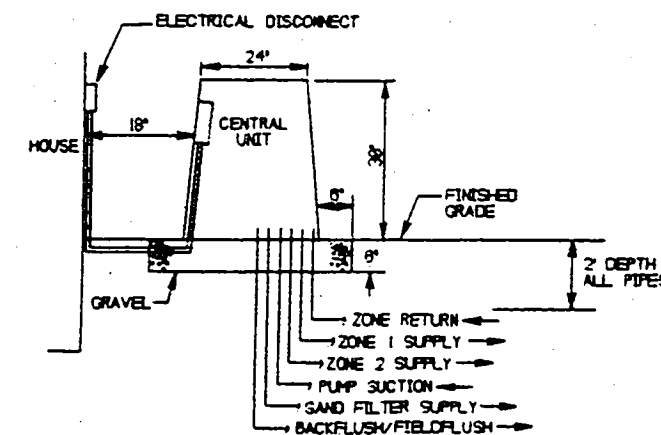 ELECTRICAL DISCONNECT
24"
HOUSE
18"
CENTRAL
UNIT
30"
6"
FINISHED
GRADE
GRAVEL
6"
2' DEPTH
ALL PIPES
ZONE RETURN
ZONE 1 SUPPLY
ZONE 2 SUPPLY
PUMP SUCTION
SAND FILTER SUPPLY
BACKFLUSH/FIELDFLUSH